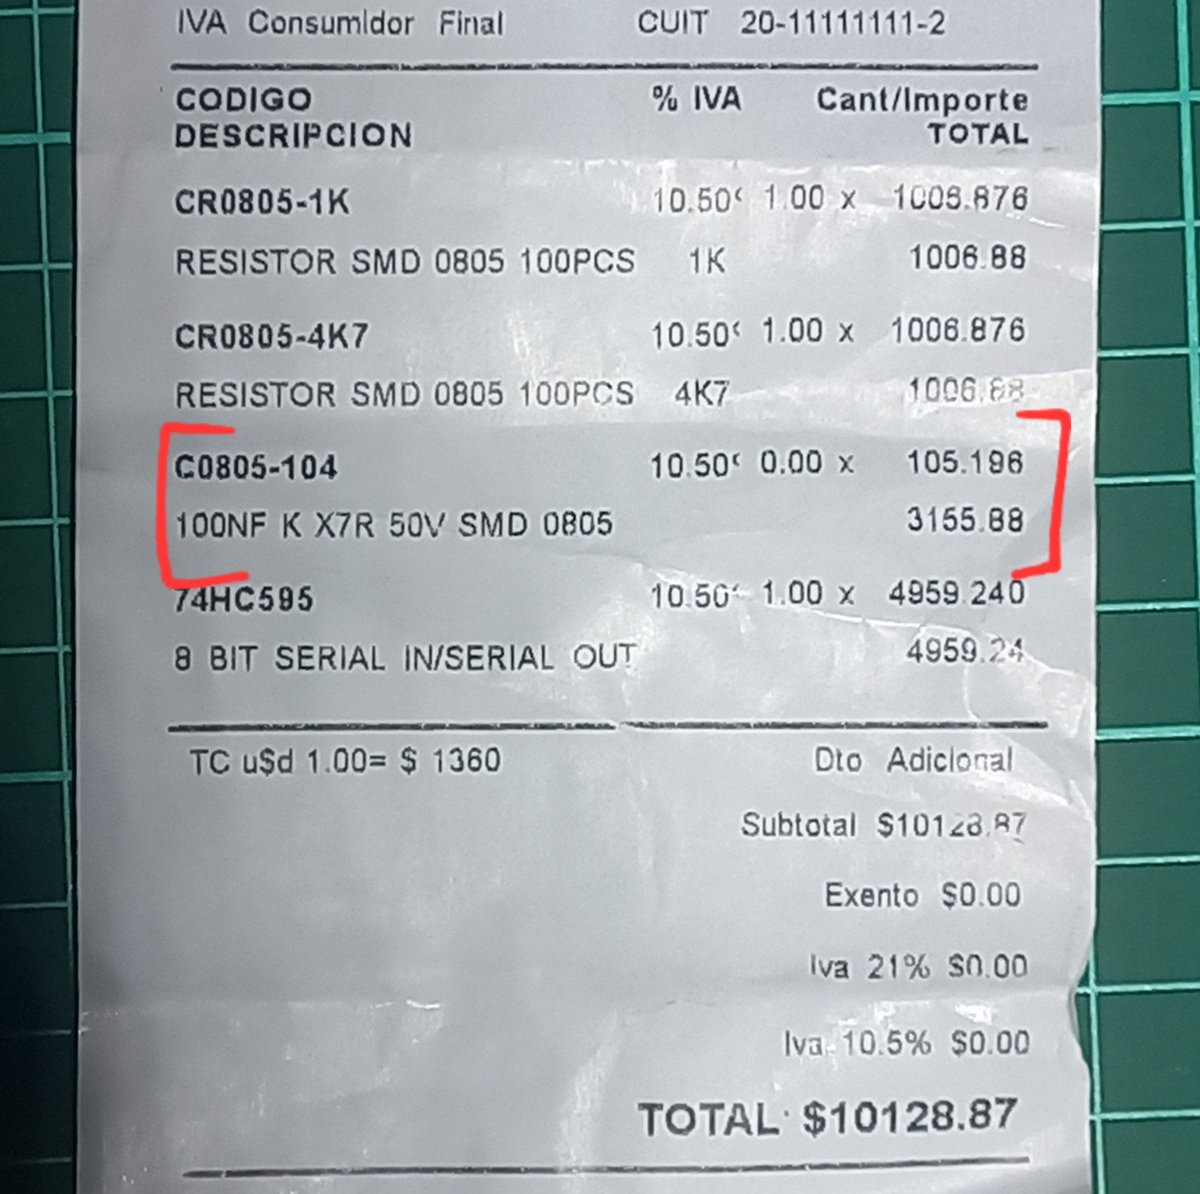 IVA Consumidor Final CUIT 20-11111111-2
CODIGO % IVA Cant/Importe
DESCRIPCION TOTAL
CR0805-1K 10.50% 1.00 x 1006.876
RESISTOR SMD 0805 100PCS 1K 1006.88
CR0805-4K7 10.50% 1.00 x 1006.876
RESISTOR SMD 0805 100PCS 4K7 1006.88
C0805-104 10.50% 0.00 x 105.196
100NF K X7R 50V SMD 0805 3155.88
74HC595 10.50% 1.00 x 4959.240
8 BIT SERIAL IN/SERIAL OUT 4959.24
TC u$d 1.00= $ 1360 Dto Adicional
Subtotal $10128.87
Exento $0.00
Iva 21% $0.00
Iva 10.5% $0.00
TOTAL $10128.87